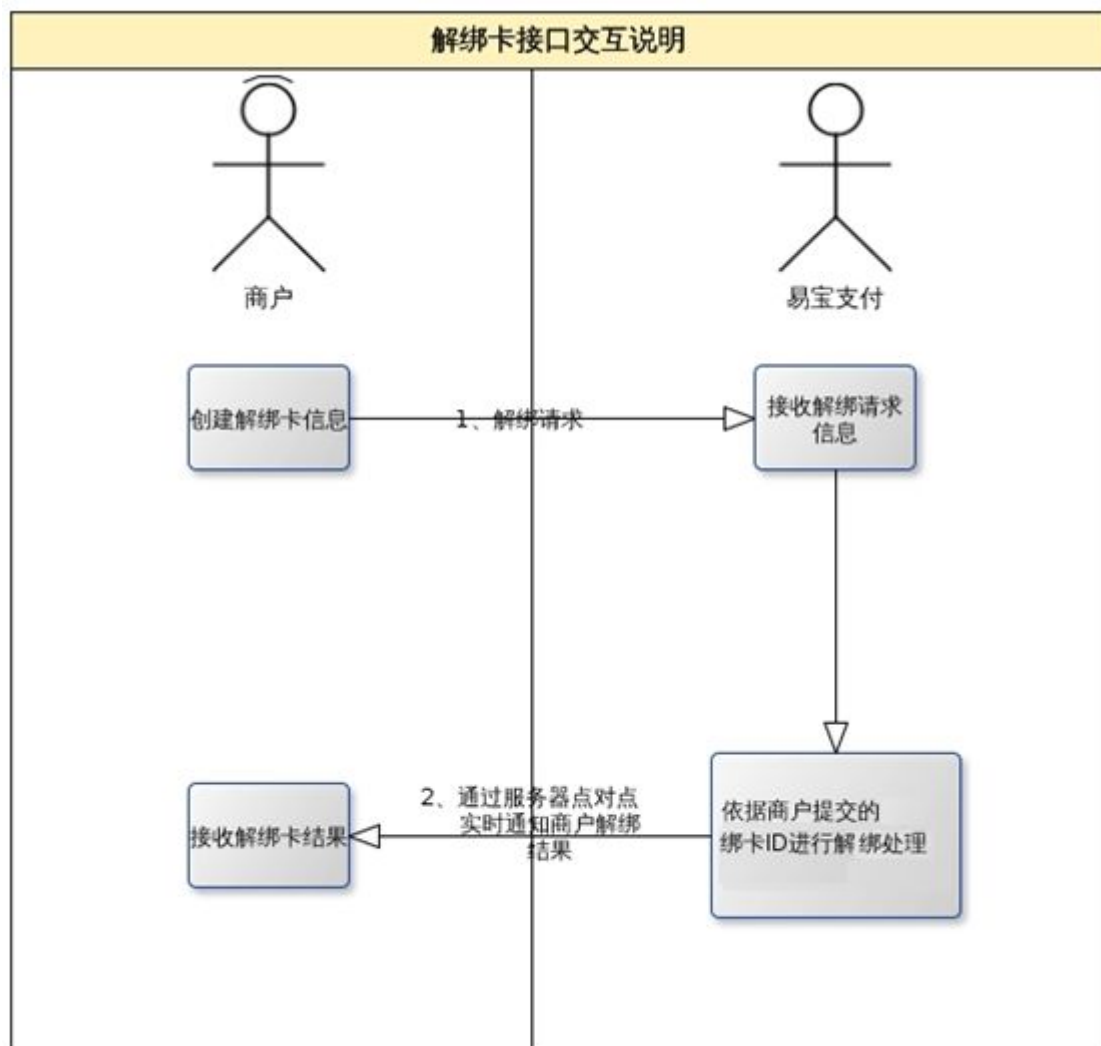 解绑卡接口交互说明
商户
易宝支付
创建解绑卡信息
1、解绑请求
接收解绑请求
信息
接收解绑卡结果
2、通过服务器点对点
实时通知商户解绑
结果
依据商户提交的
绑卡ID进行解 绑处理